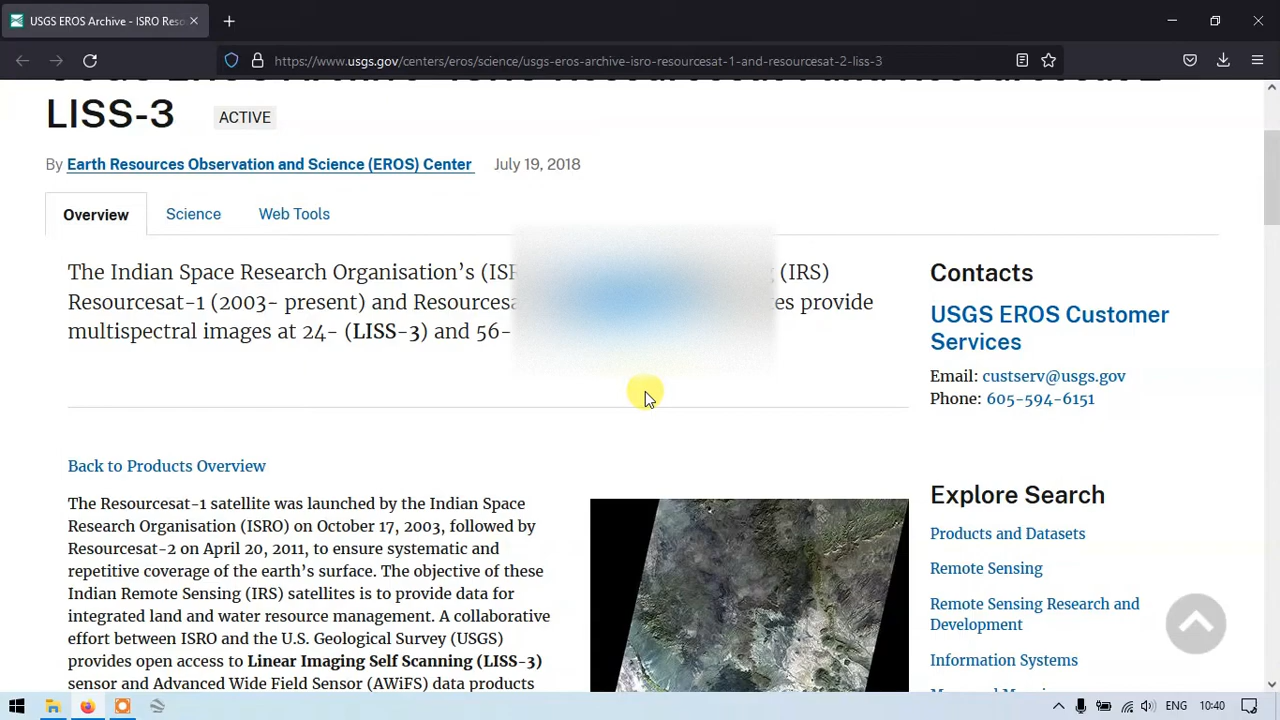 USGS EROS Archive - ISRO Reso
https://www.usgs.gov/centers/eros/science/usgs-eros-archive-isro-resourcesat-1-and-resourcesat-2-liss-3
LISS-3 ACTIVE
By Earth Resources Observation and Science (EROS) Center July 19, 2018
Overview Science Web Tools
The Indian Space Research Organisation's (IRS)
Resourcesat-1 (2003- present) and provide
multispectral images at 24- (LISS-3) and 56-
Contacts
USGS EROS Customer
Services
Email: custserv@usgs.gov
Phone: 605-594-6151
Back to Products Overview
The Resourcesat-1 satellite was launched by the Indian Space
Research Organisation (ISRO) on October 17, 2003, followed by
Resourcesat-2 on April 20, 2011, to ensure systematic and
repetitive coverage of the earth's surface. The objective of these
Indian Remote Sensing (IRS) satellites is to provide data for
integrated land and water resource management. A collaborative
effort between ISRO and the U.S. Geological Survey (USGS)
provides open access to Linear Imaging Self Scanning (LISS-3)
sensor and Advanced Wide Field Sensor (AWiFS) data products
Explore Search
Products and Datasets
Remote Sensing
Remote Sensing Research and
Development
Information Systems
ENG 10:40